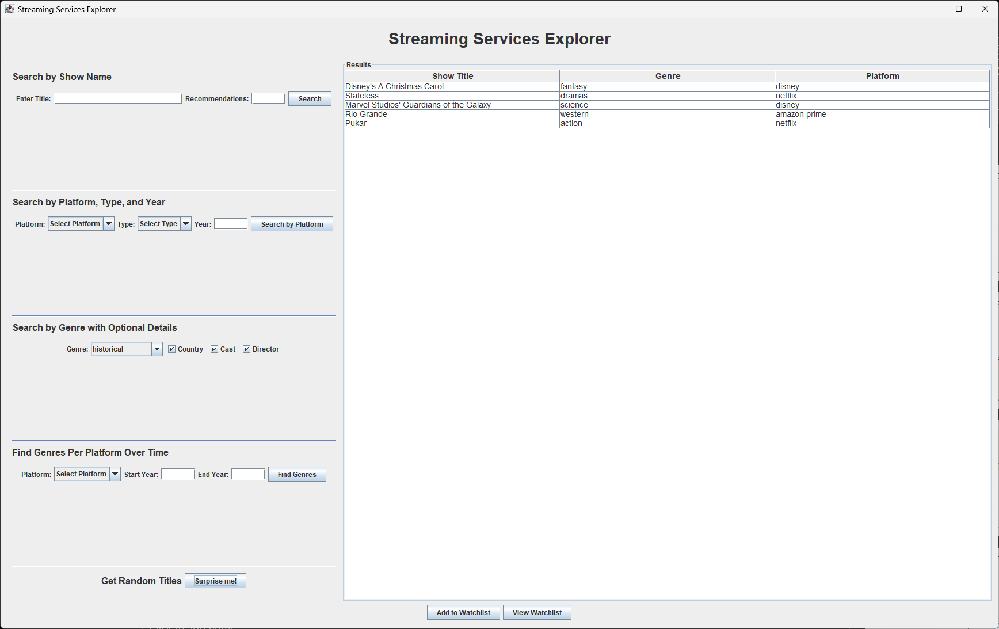 Streaming Services Explorer
Streaming Services Explorer
Search by Show Name
Enter Title: Recommendations: Search
Search by Platform, Type, and Year
Platform: Select Platform Type: Select Type Year: Search by Platform
Search by Genre with Optional Details
Genre: historical Country Cast Director
Find Genres Per Platform Over Time
Platform: Select Platform Start Year: End Year: Find Genres
Get Random Titles Surprise me!
Results
Show Title Genre Platform
Disney's A Christmas Carol fantasy disney
Stateless dramas netflix
Marvel Studios' Guardians of the Galaxy science disney
Rio Grande western amazon prime
Pukar action netflix
Add to Watchlist View Watchlist